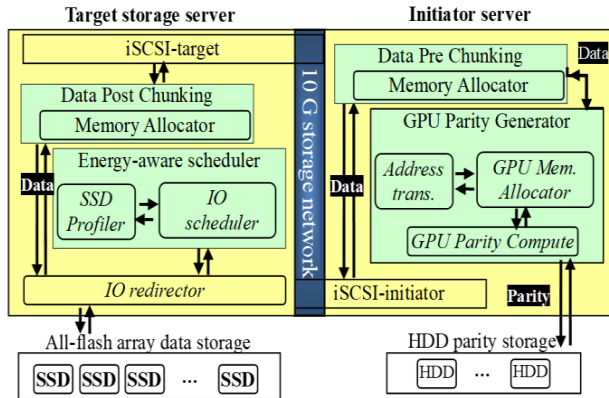 Target storage server
Initiator server
iSCSI-target
Data Post Chunking
Memory Allocator
Energy-aware scheduler
Data
SSD
Profiler
IO
scheduler
IO redirector
All-flash array data storage
SSD SSD SSD ... SSD
10 G storage network
Data Pre Chunking
Memory Allocator
Data
GPU Parity Generator
Address
trans.
GPU Mem.
Allocator
Data
GPU Parity Compute
iSCSI-initiator
Parity
HDD parity storage
HDD ... HDD